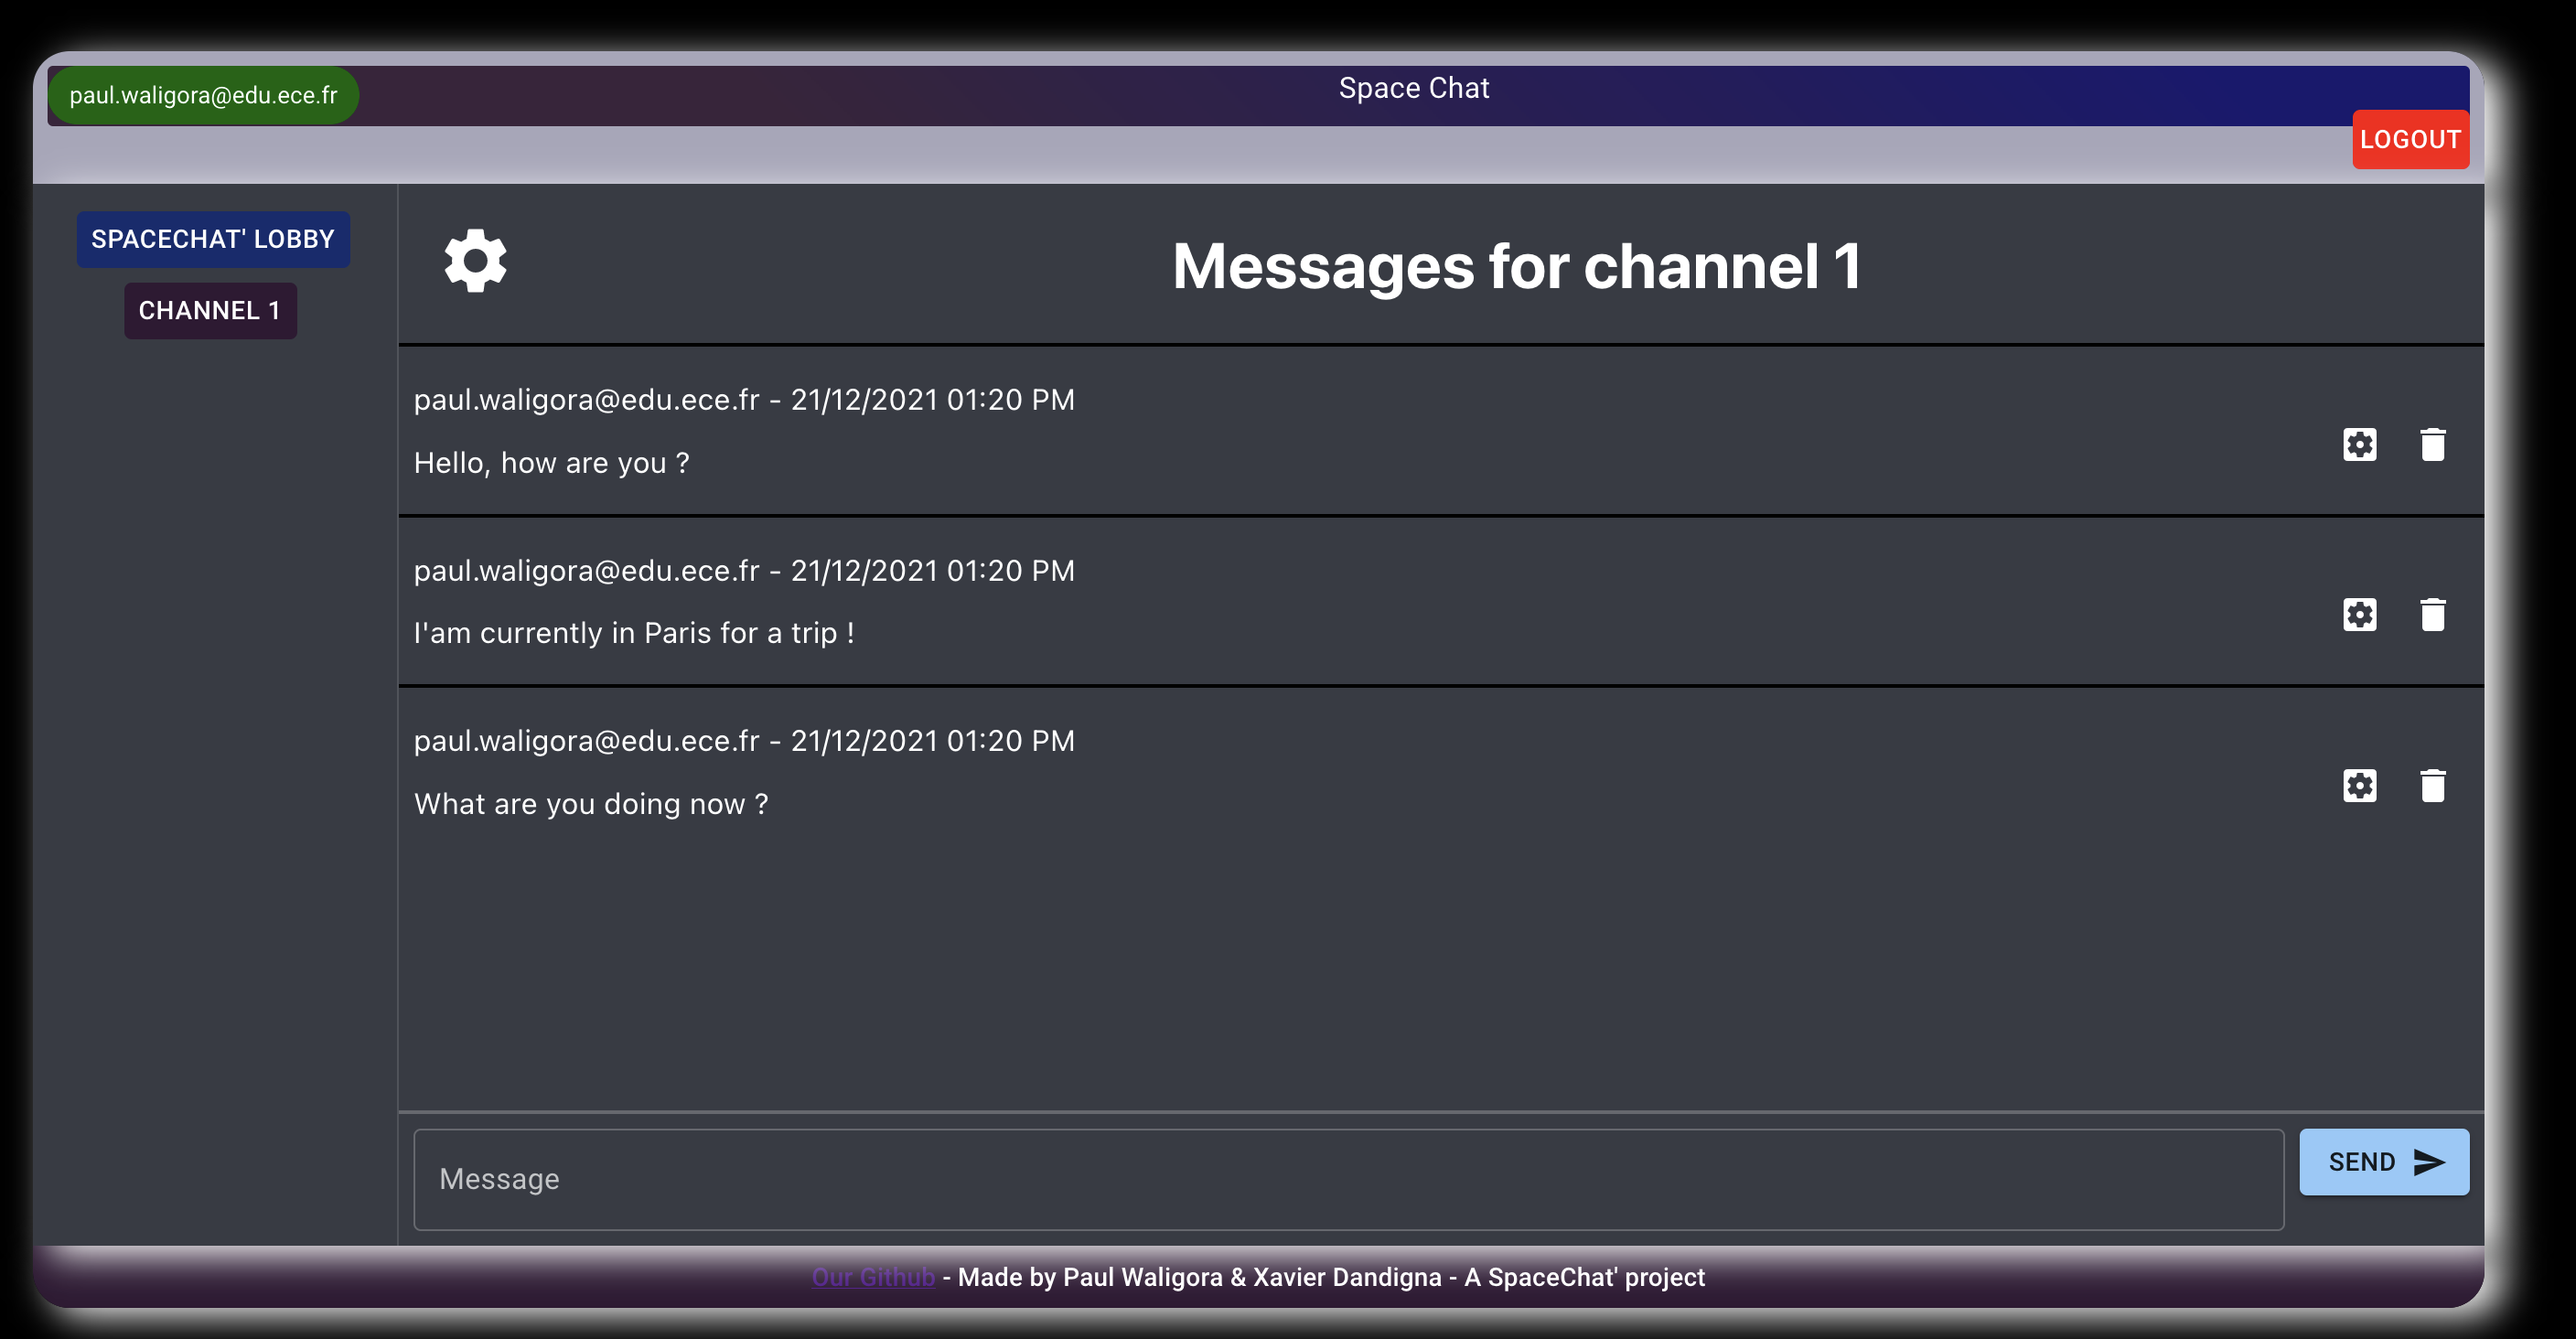 paul.waligora@edu.ece.fr
Space Chat
LOGOUT
SPACECHAT' LOBBY
CHANNEL 1
Messages for channel 1
paul.waligora@edu.ece.fr - 21/12/2021 01:20 PM
Hello, how are you ?
paul.waligora@edu.ece.fr - 21/12/2021 01:20 PM
I'am currently in Paris for a trip !
paul.waligora@edu.ece.fr - 21/12/2021 01:20 PM
What are you doing now ?
Message
SEND
Our Github - Made by Paul Waligora & Xavier Dandigna - A SpaceChat' project